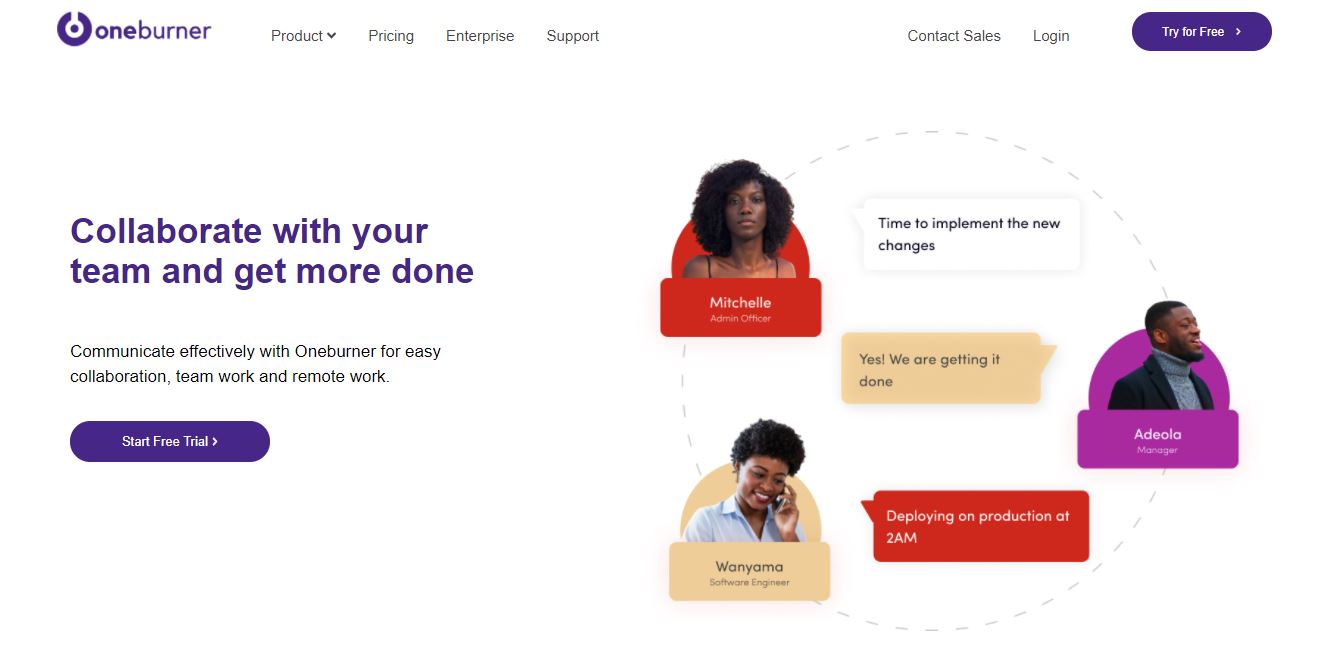 oneburner
Product
Pricing
Enterprise
Support
Contact Sales
Login
Try for Free
Collaborate with your
team and get more done
Communicate effectively with Oneburner for easy
collaboration, team work and remote work.
Start Free Trial
Mitchelle
Admin Officer
Time to implement the new
changes
Yes! We are getting it
done
Adeola
Manager
Wanyama
Software Engineer
Deploying on production at
2AM